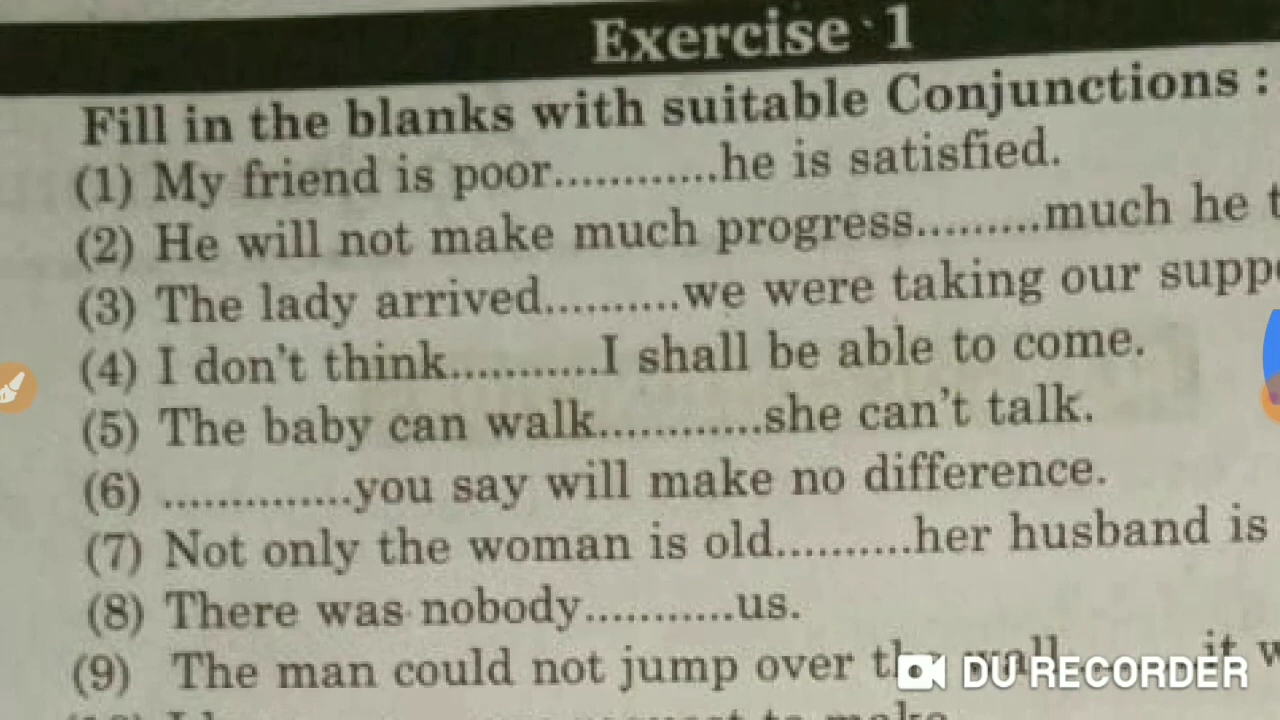 Exercise 1
Fill in the blanks with suitable Conjunctions :
(1) My friend is poor............he is satisfied.
(2) He will not make much progress.........much he t
(3) The lady arrived..........we were taking our supp
(4) I don't think...........I shall be able to come.
(5) The baby can walk............she can't talk.
(6) ..............you say will make no difference.
(7) Not only the woman is old..........her husband is
(8) There was nobody...........us.
(9) The man could not jump over the wall.........it w
DU RECORDER